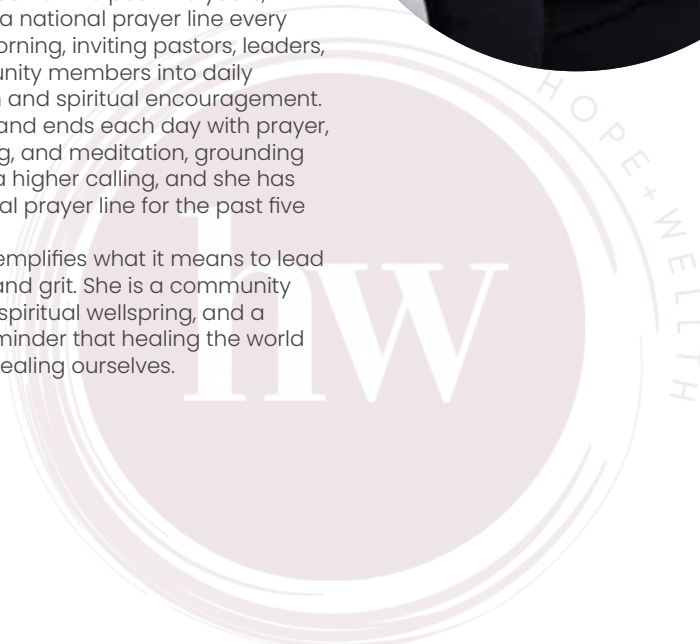 a national prayer line every
orning, inviting pastors, leaders,
unity members into daily
and spiritual encouragement.
and ends each day with prayer,
g, and meditation, grounding
a higher calling, and she has
al prayer line for the past five
emplifies what it means to lead
and grit. She is a community
spiritual wellspring, and a
minder that healing the world
ealing ourselves.
hw
HOPE+WELLTH